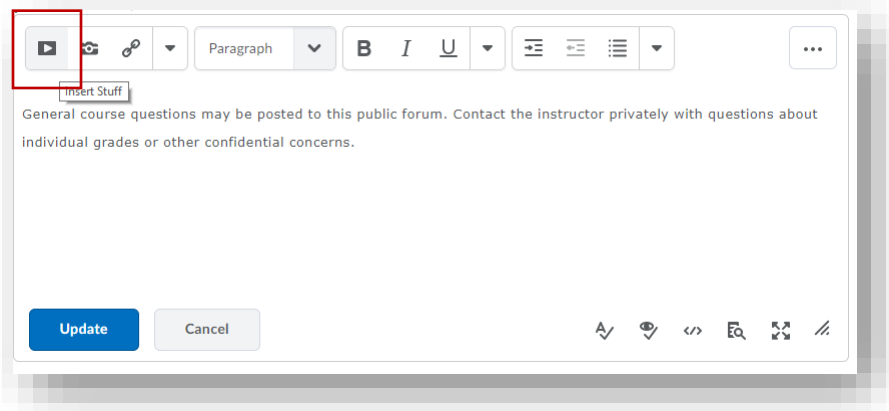 Paragraph B I U
Insert Stuff
General course questions may be posted to this public forum. Contact the instructor privately with questions about
individual grades or other confidential concerns.
Update Cancel